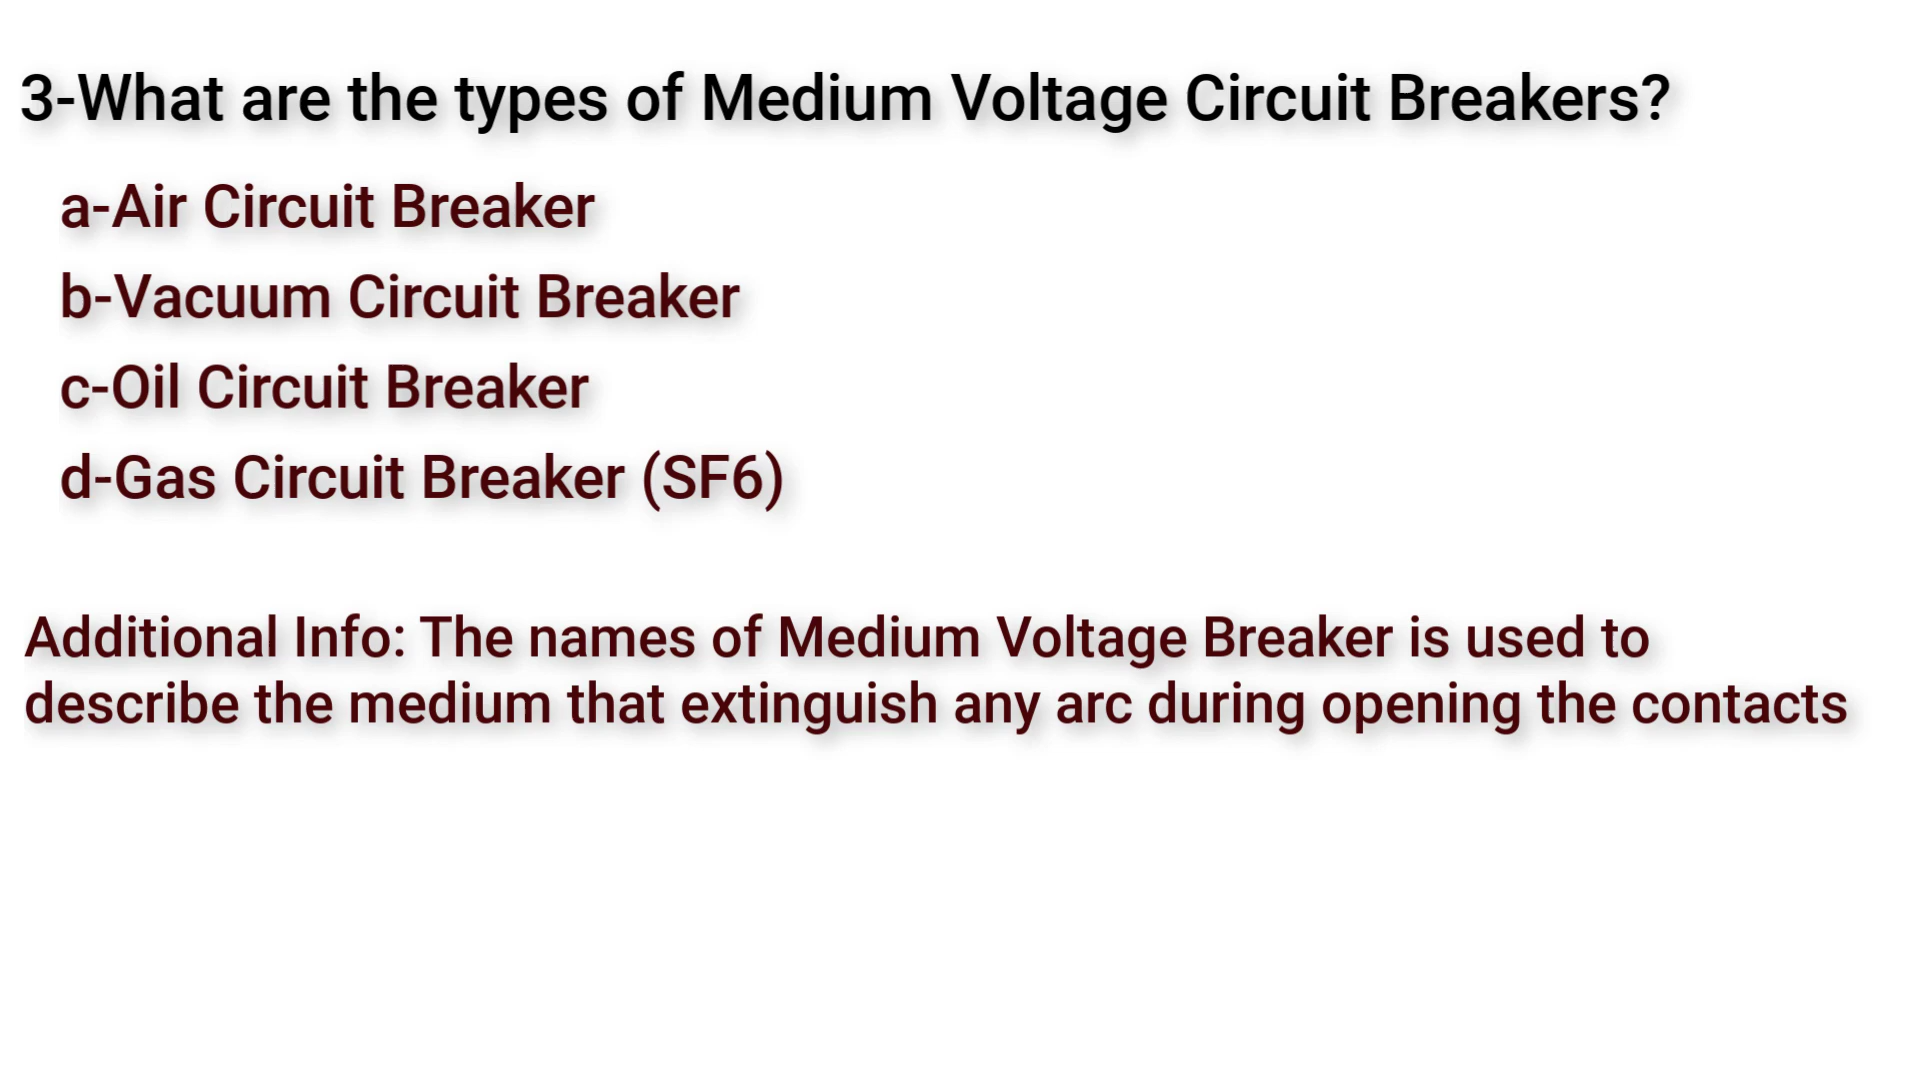 3-What are the types of Medium Voltage Circuit Breakers?
a-Air Circuit Breaker
b-Vacuum Circuit Breaker
c-Oil Circuit Breaker
d-Gas Circuit Breaker (SF6)
Additional Info: The names of Medium Voltage Breaker is used to
describe the medium that extinguish any arc during opening the contacts